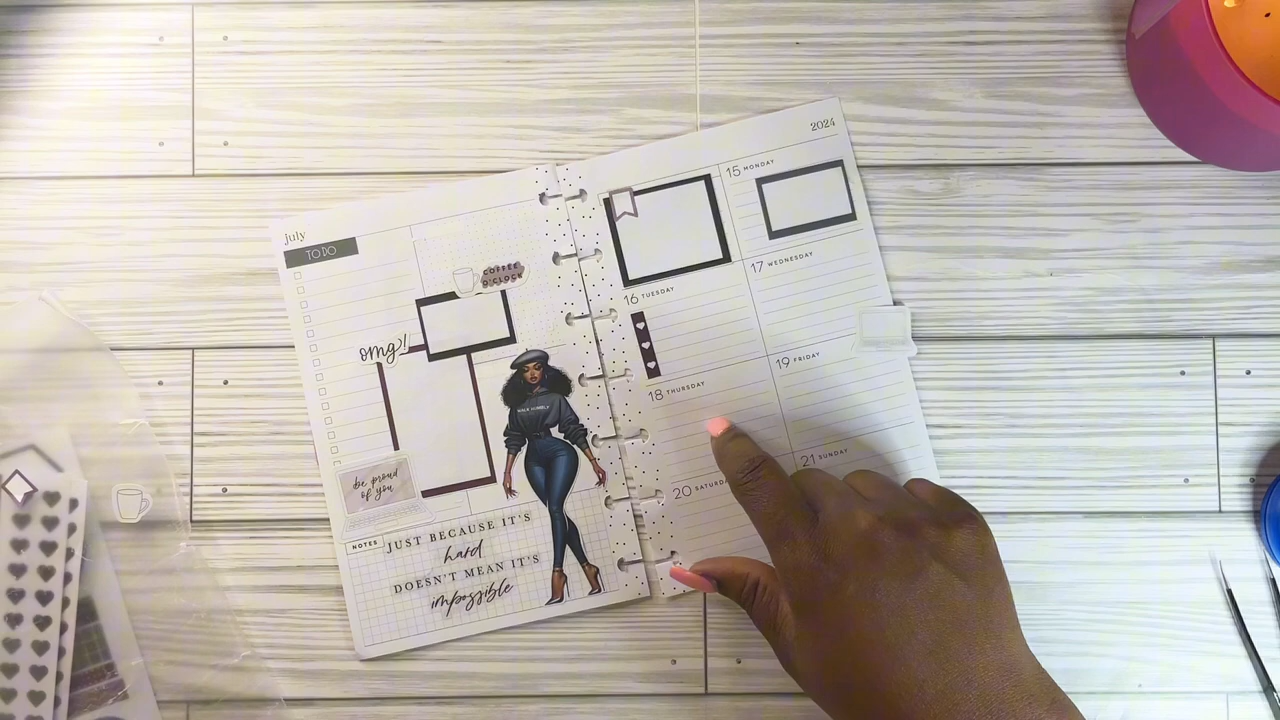 july
TO DO
COFFEE
O'CLOCK
omg!
be proud
of you
NOTES
JUST BECAUSE IT'S
hard
DOESN'T MEAN IT'S
impossible
WALK HUMBLY
2024
15 MONDAY
16 TUESDAY
17 WEDNESDAY
18 THURSDAY
19 FRIDAY
20 SATURDA
21 SUNDAY